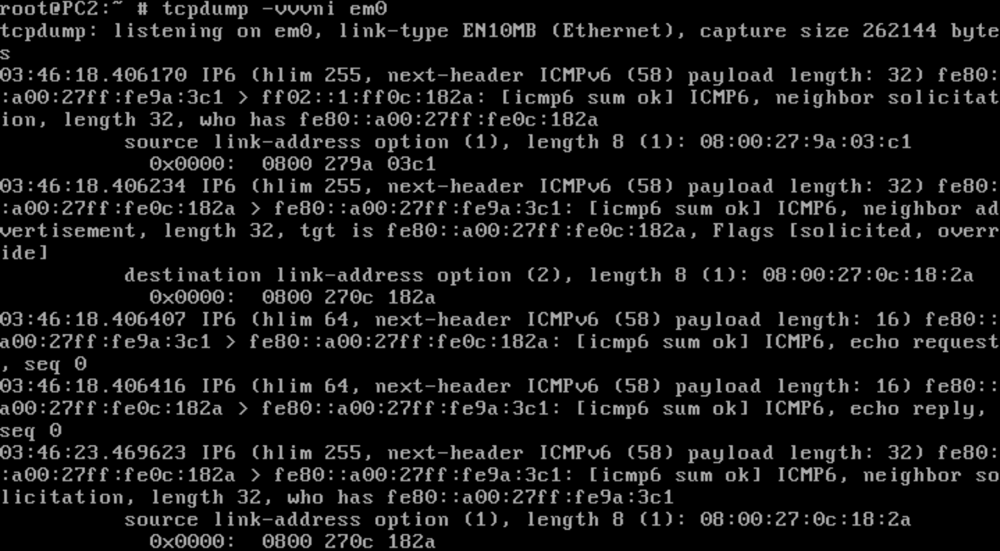 root@PC2:~ # tcpdump -vvvni em0
tcpdump: listening on em0, link-type EN10MB (Ethernet), capture size 262144 byte
s
03:46:18.406170 IP6 (hlim 255, next-header ICMPv6 (58) payload length: 32) fe80:
:a00:27ff:fe9a:3c1 > ff02::1:ff0c:182a: [icmp6 sum ok] ICMP6, neighbor solicitat
ion, length 32, who has fe80::a00:27ff:fe0c:182a
          source link-address option (1), length 8 (1): 08:00:27:9a:03:c1
            0x0000:  0800 279a 03c1
03:46:18.406234 IP6 (hlim 255, next-header ICMPv6 (58) payload length: 32) fe80:
:a00:27ff:fe0c:182a > fe80::a00:27ff:fe9a:3c1: [icmp6 sum ok] ICMP6, neighbor ad
vertisement, length 32, tgt is fe80::a00:27ff:fe0c:182a, Flags [solicited, overr
ide]
          destination link-address option (2), length 8 (1): 08:00:27:0c:18:2a
            0x0000:  0800 270c 182a
03:46:18.406407 IP6 (hlim 64, next-header ICMPv6 (58) payload length: 16) fe80::
a00:27ff:fe9a:3c1 > fe80::a00:27ff:fe0c:182a: [icmp6 sum ok] ICMP6, echo request
, seq 0
03:46:18.406416 IP6 (hlim 64, next-header ICMPv6 (58) payload length: 16) fe80::
a00:27ff:fe0c:182a > fe80::a00:27ff:fe9a:3c1: [icmp6 sum ok] ICMP6, echo reply,
seq 0
03:46:23.469623 IP6 (hlim 255, next-header ICMPv6 (58) payload length: 32) fe80:
:a00:27ff:fe0c:182a > fe80::a00:27ff:fe9a:3c1: [icmp6 sum ok] ICMP6, neighbor so
licitation, length 32, who has fe80::a00:27ff:fe9a:3c1
          source link-address option (1), length 8 (1): 08:00:27:0c:18:2a
            0x0000:  0800 270c 182a